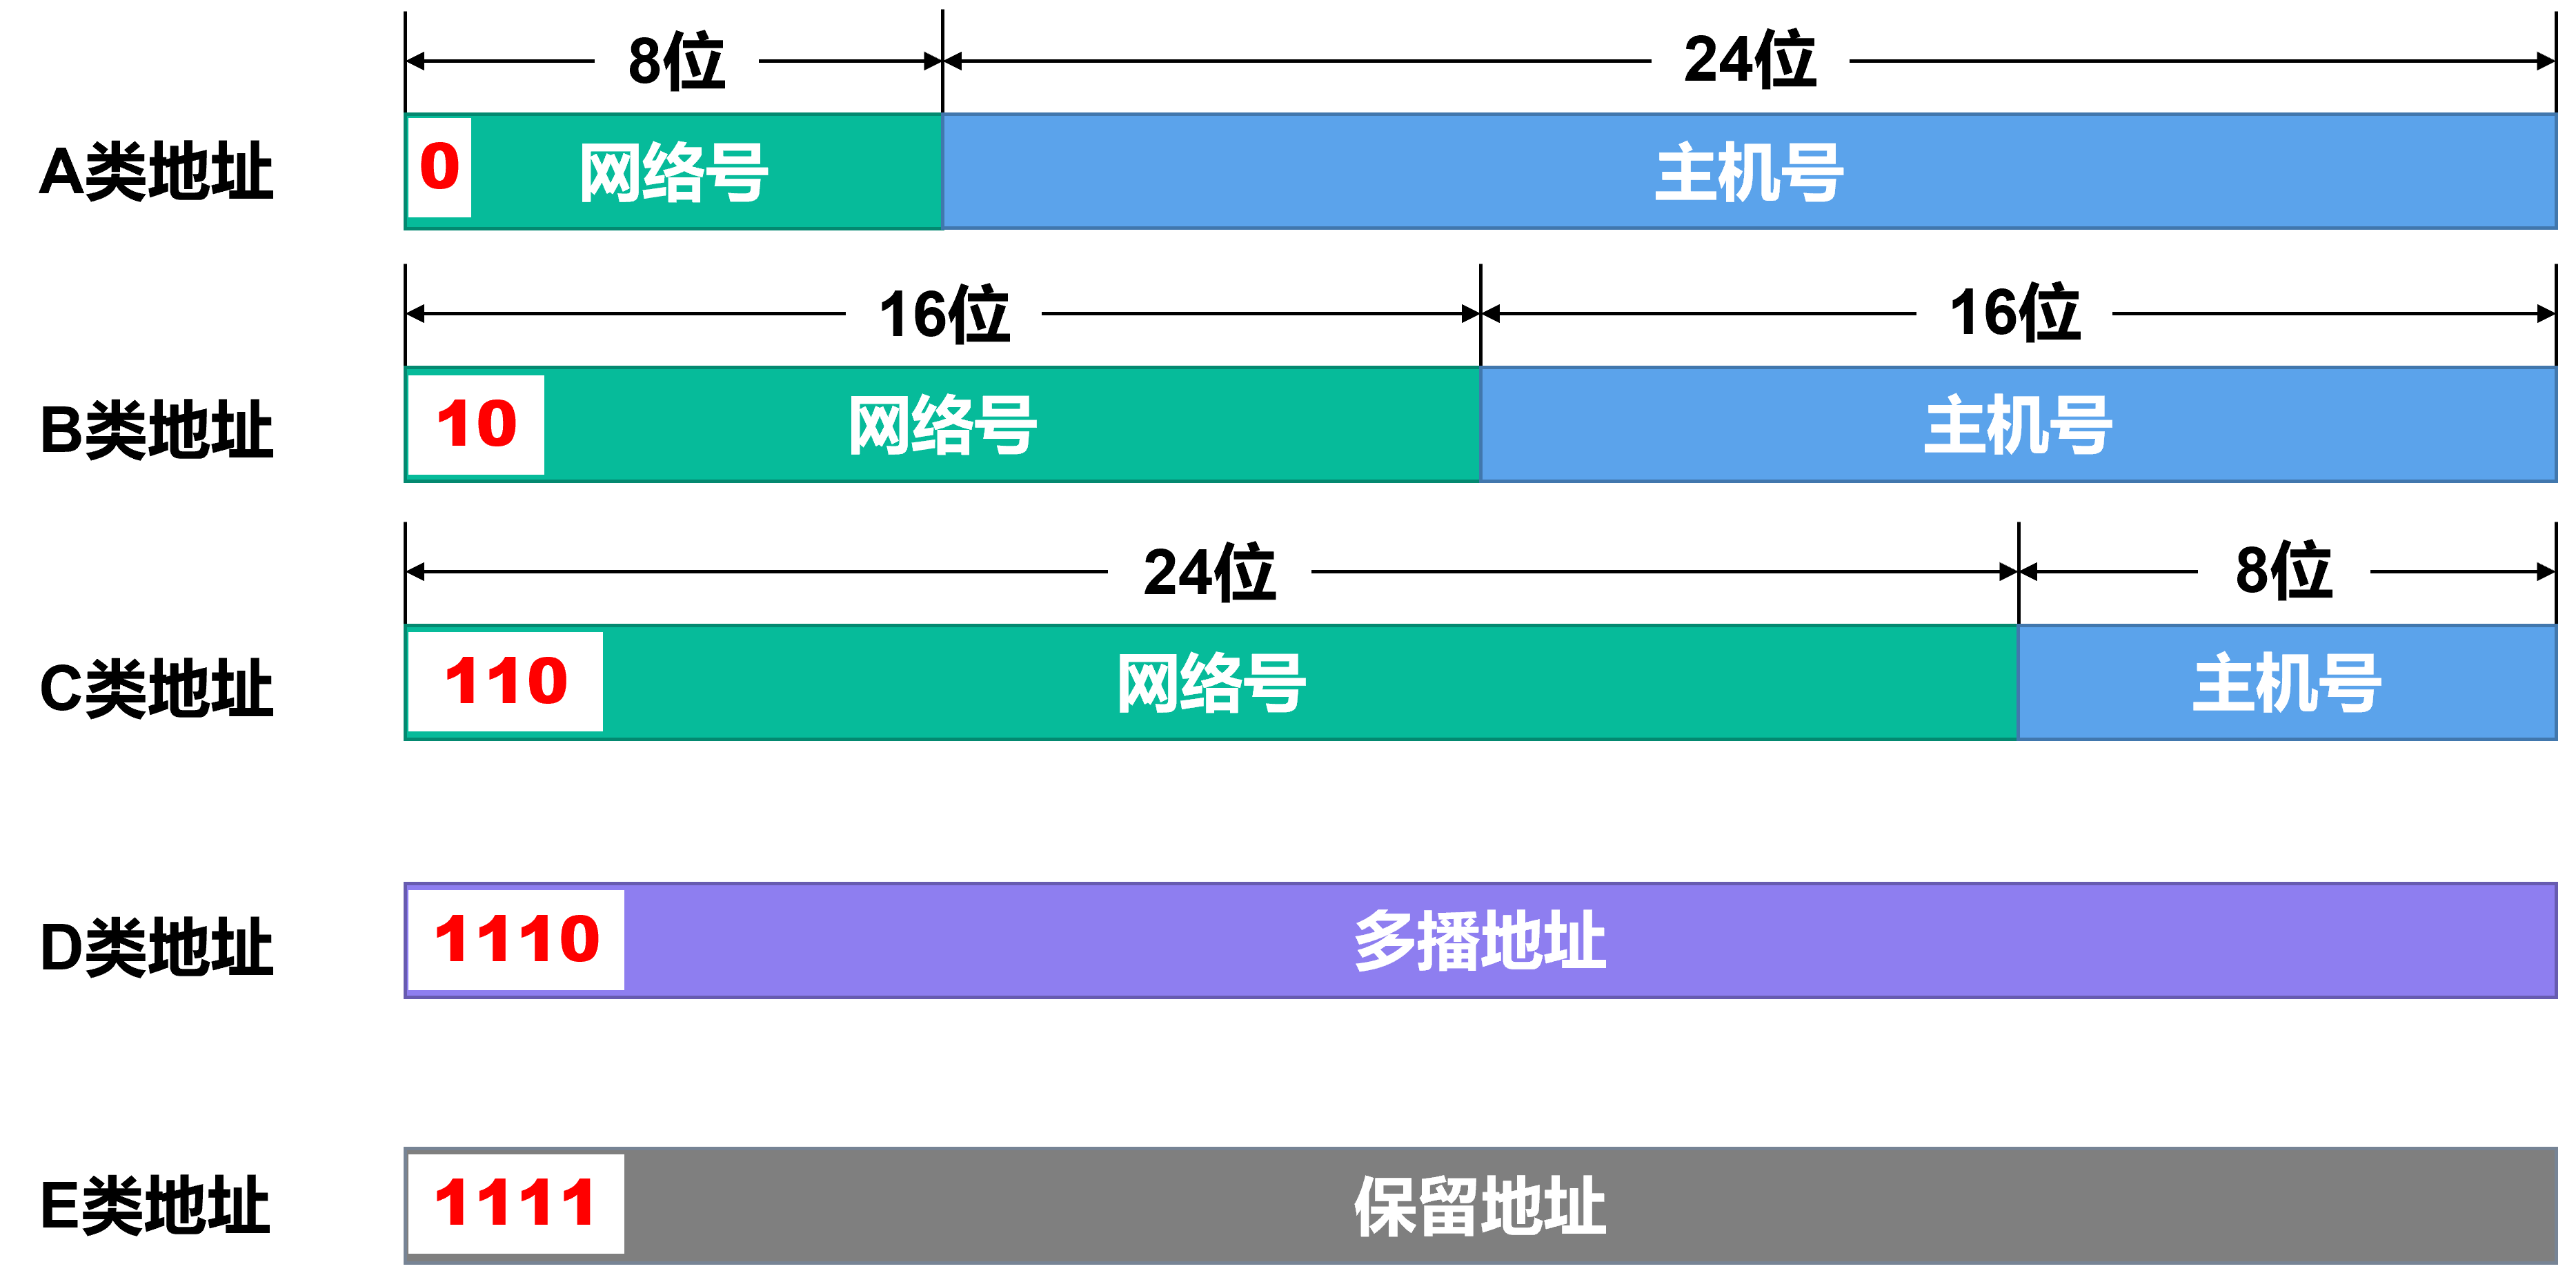 8位 24位
A类地址 0 网络号 主机号
16位 16位
B类地址 10 网络号 主机号
24位 8位
C类地址 110 网络号 主机号
D类地址 1110 多播地址
E类地址 1111 保留地址